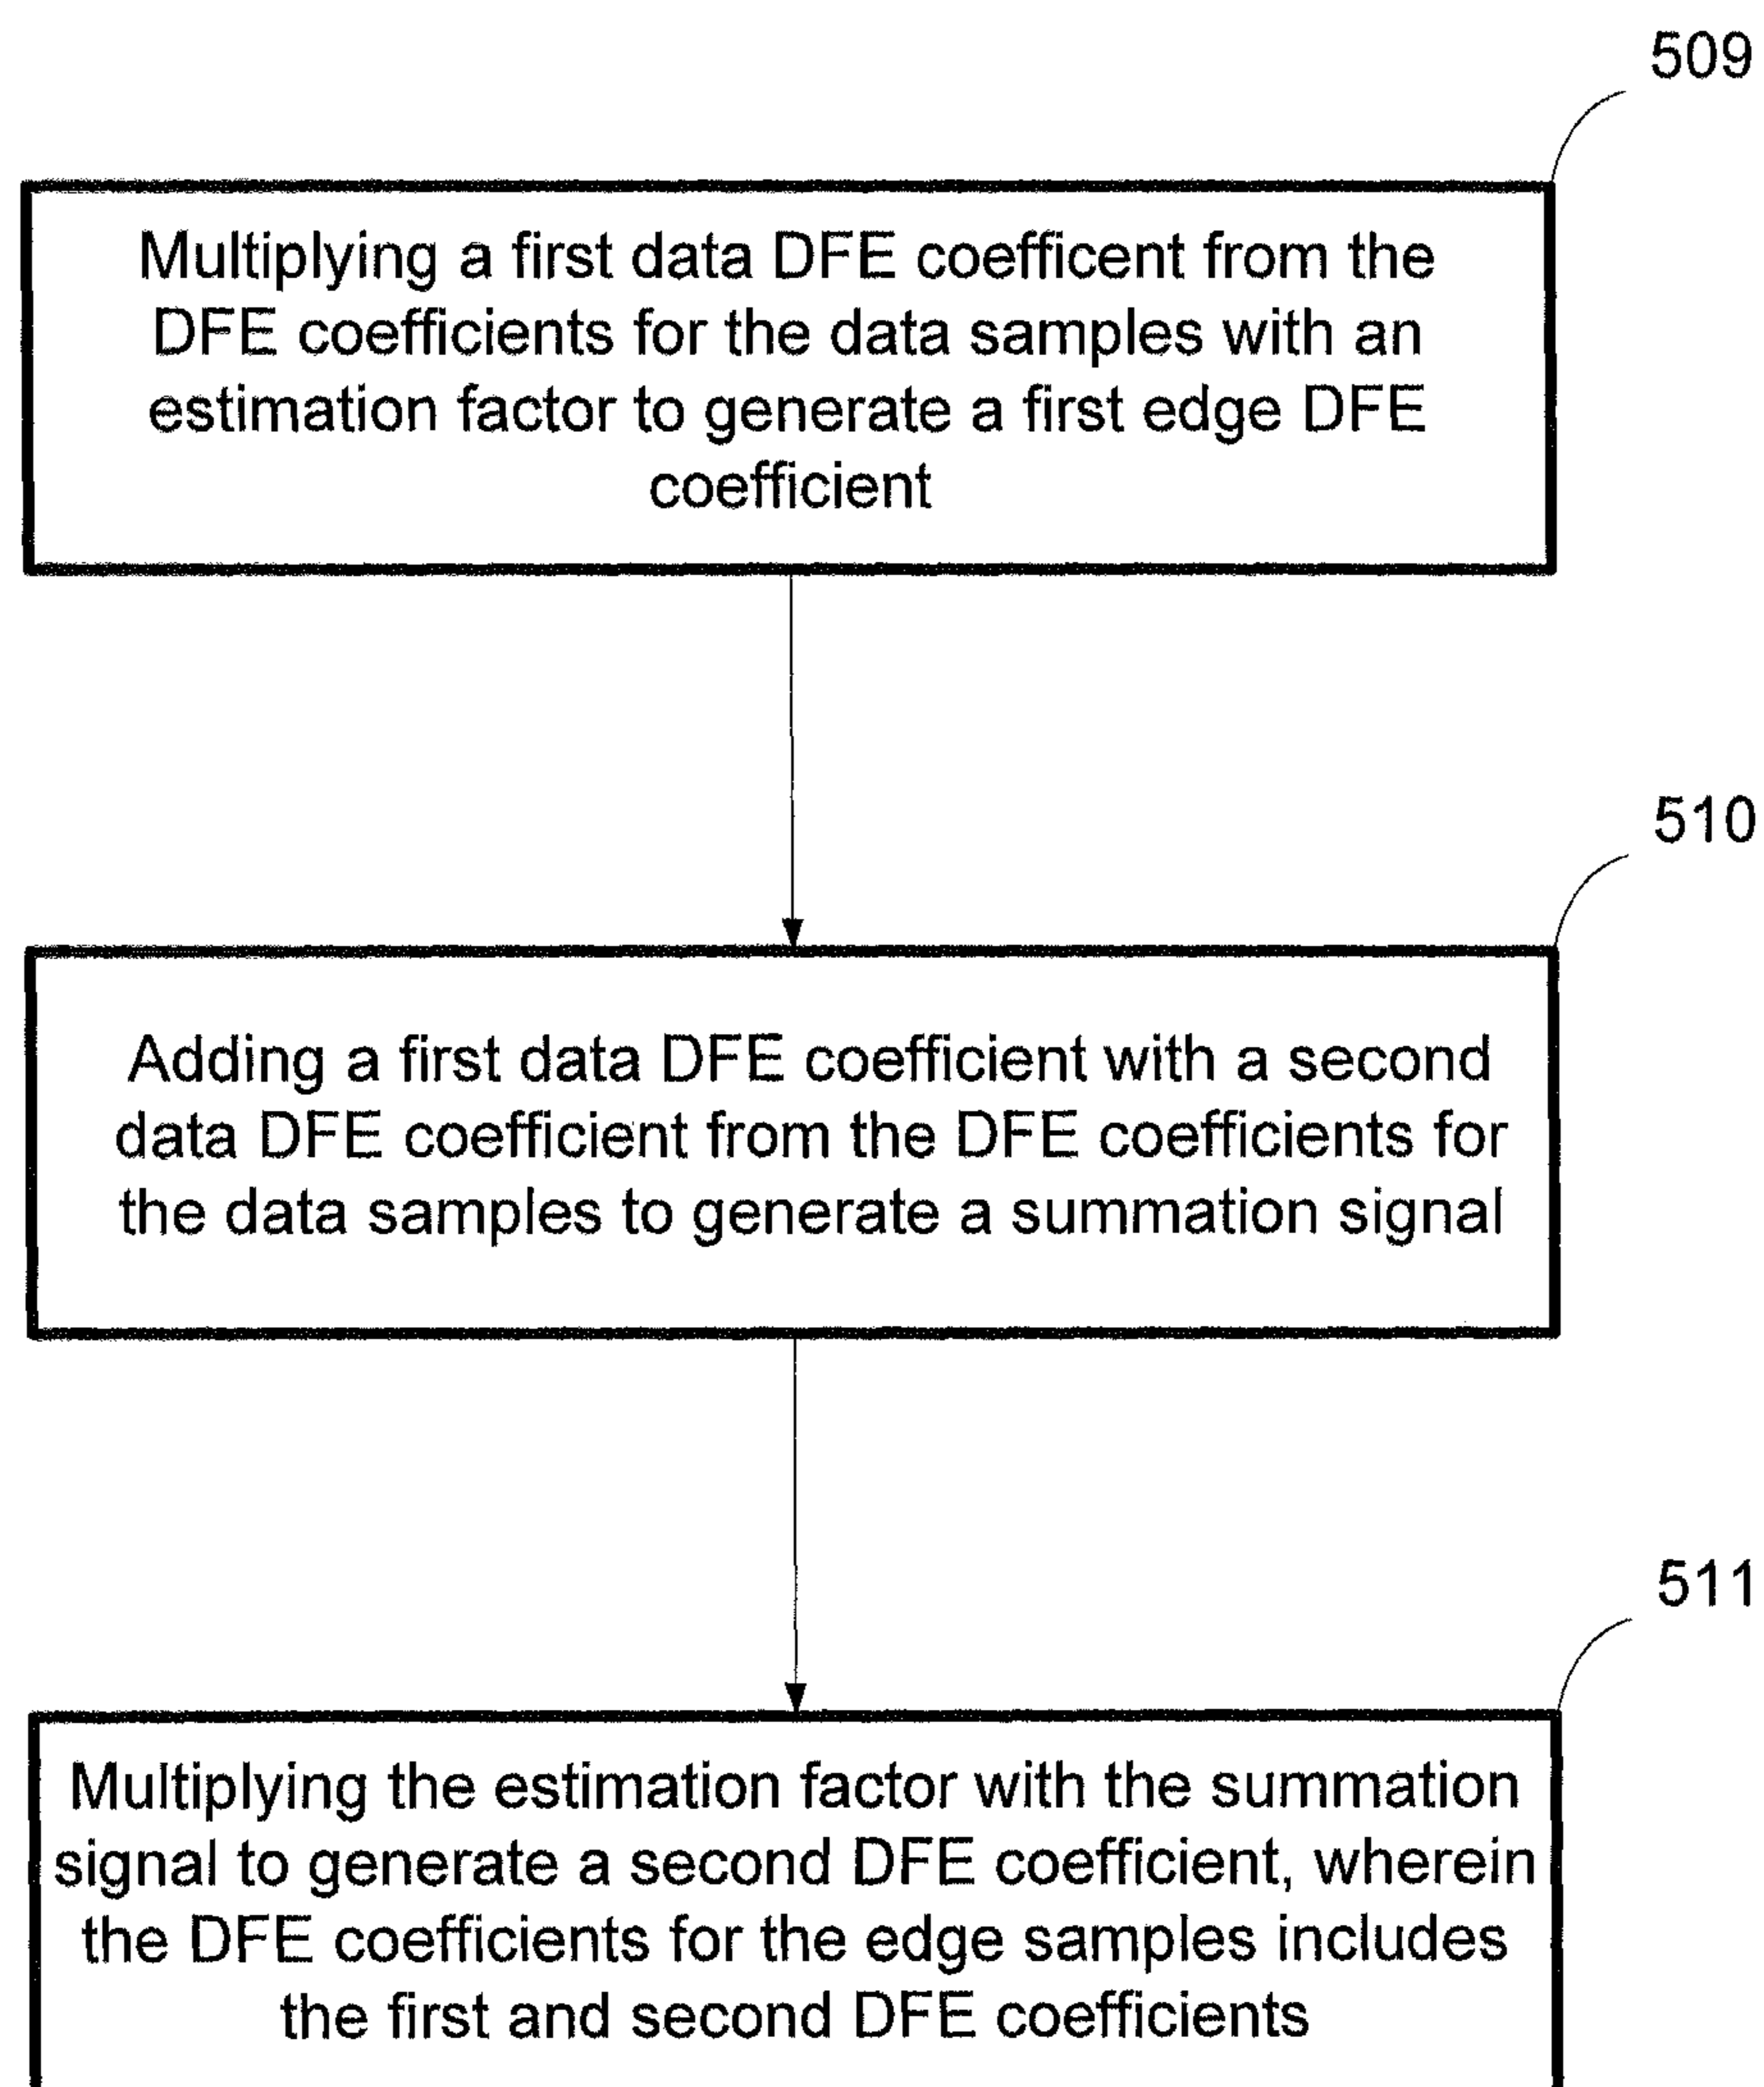 509
Multiplying a first data DFE coefficent from the
DFE coefficients for the data samples with an
estimation factor to generate a first edge DFE
coefficient
510
Adding a first data DFE coefficient with a second
data DFE coefficient from the DFE coefficients for
the data samples to generate a summation signal
511
Multiplying the estimation factor with the summation
signal to generate a second DFE coefficient, wherein
the DFE coefficients for the edge samples includes
the first and second DFE coefficients